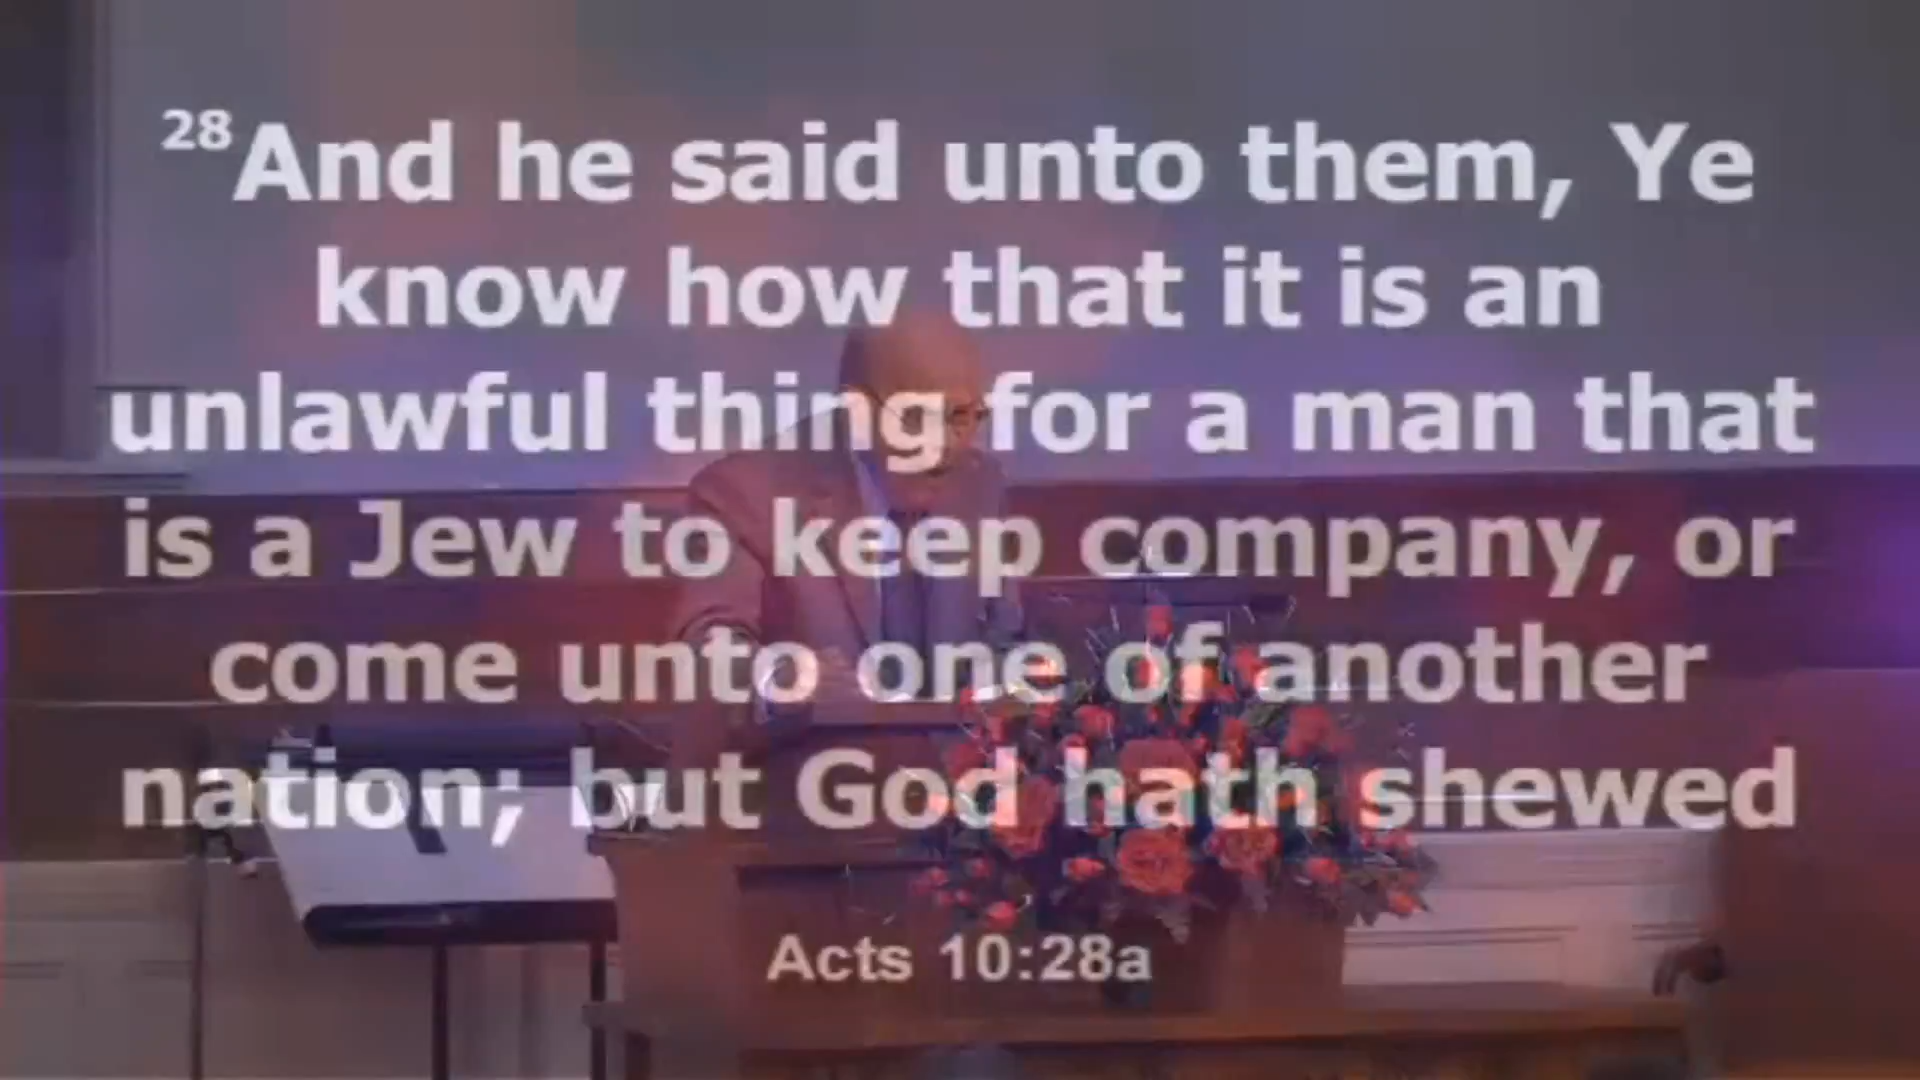 28And he said unto them, Ye
know how that it is an
unlawful thing for a man that
is a Jew to keep company, or
come unto one of another
nation; but God hath shewed
Acts 10:28a